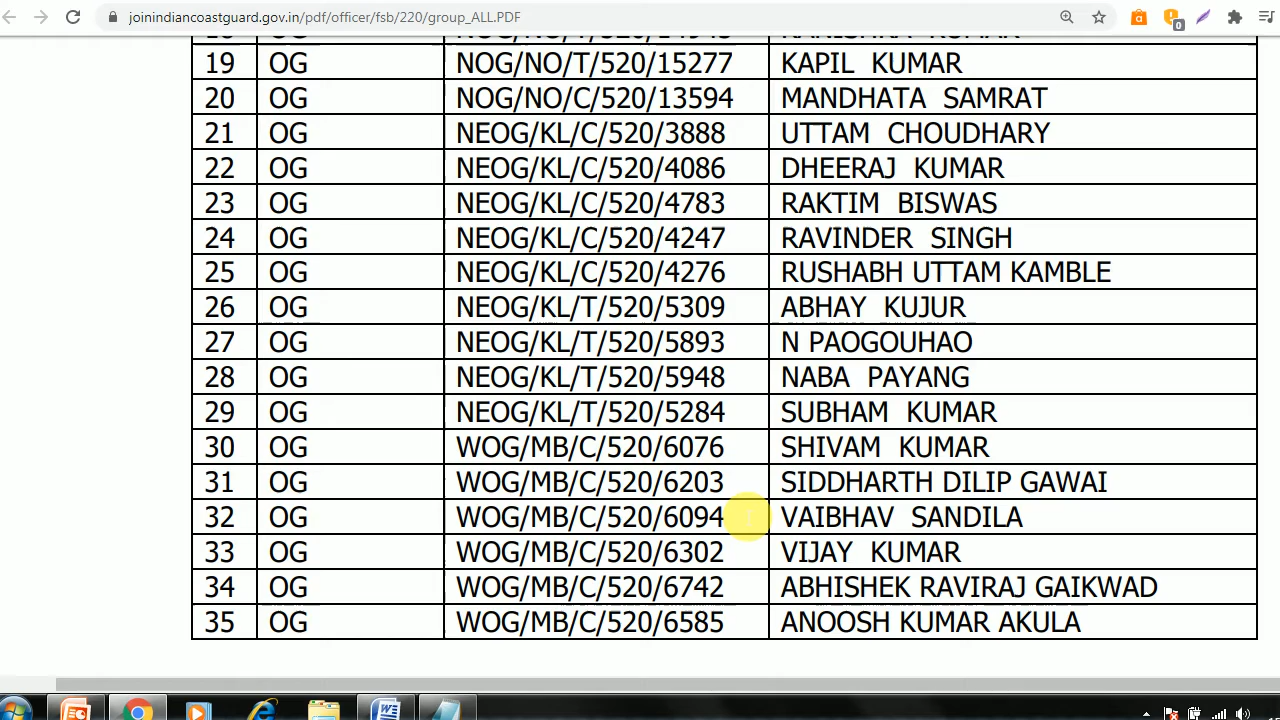 joinindiancoastguard.gov.in/pdf/officer/fsb/220/group_ALL.PDF
0
19 OG NOG/NO/T/520/15277 KAPIL KUMAR
20 OG NOG/NO/C/520/13594 MANDHATA SAMRAT
21 OG NEOG/KL/C/520/3888 UTTAM CHOUDHARY
22 OG NEOG/KL/C/520/4086 DHEERAJ KUMAR
23 OG NEOG/KL/C/520/4783 RAKTIM BISWAS
24 OG NEOG/KL/C/520/4247 RAVINDER SINGH
25 OG NEOG/KL/C/520/4276 RUSHABH UTTAM KAMBLE
26 OG NEOG/KL/T/520/5309 ABHAY KUJUR
27 OG NEOG/KL/T/520/5893 N PAOGOUHAO
28 OG NEOG/KL/T/520/5948 NABA PAYANG
29 OG NEOG/KL/T/520/5284 SUBHAM KUMAR
30 OG WOG/MB/C/520/6076 SHIVAM KUMAR
31 OG WOG/MB/C/520/6203 SIDDHARTH DILIP GAWAI
32 OG WOG/MB/C/520/6094 VAIBHAV SANDILA
33 OG WOG/MB/C/520/6302 VIJAY KUMAR
34 OG WOG/MB/C/520/6742 ABHISHEK RAVIRAJ GAIKWAD
35 OG WOG/MB/C/520/6585 ANOOSH KUMAR AKULA